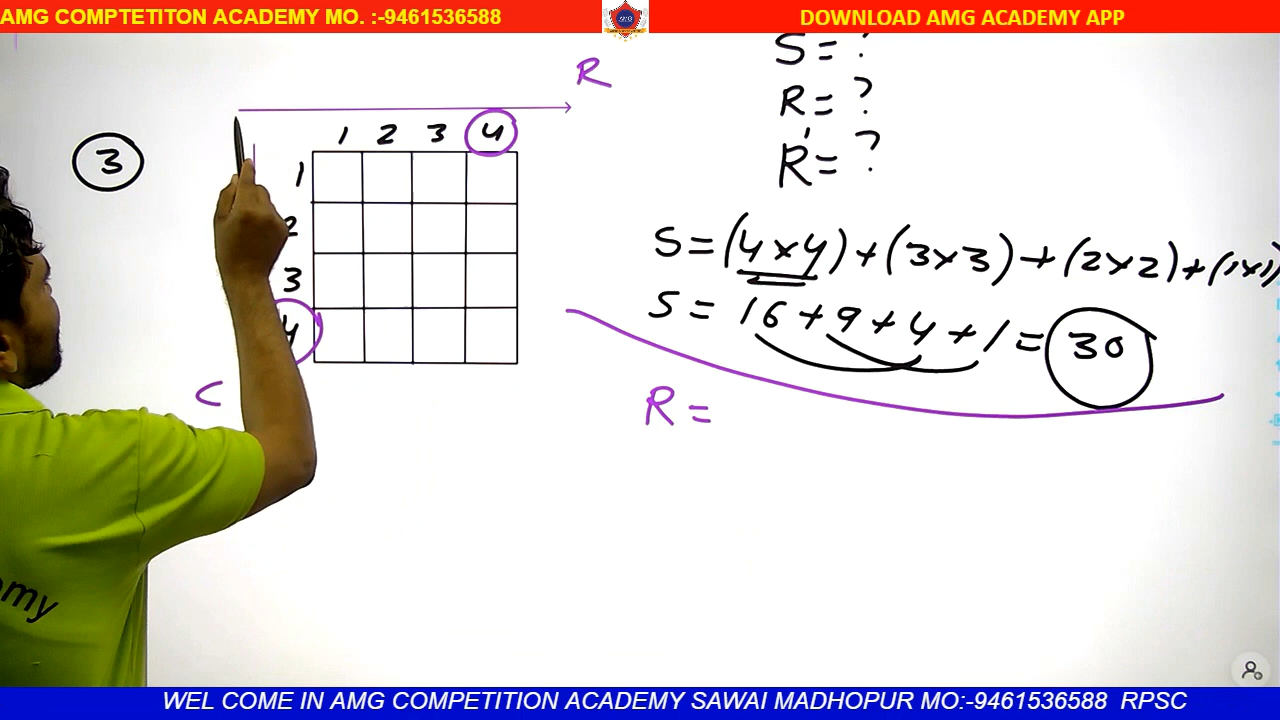 AMG COMPTETITON ACADEMY MO. :-9461536588
AMG
DOWNLOAD AMG ACADEMY APP
S = ?
R = ?
R' = ?
R
3
1 2 3 4
1
2
3
4
C
S = (4×4) + (3×3) + (2×2) + (1×1)
S = 16 + 9 + 4 + 1 = 30
R =
my
WEL COME IN AMG COMPETITION ACADEMY SAWAI MADHOPUR MO:-9461536588 RPSC